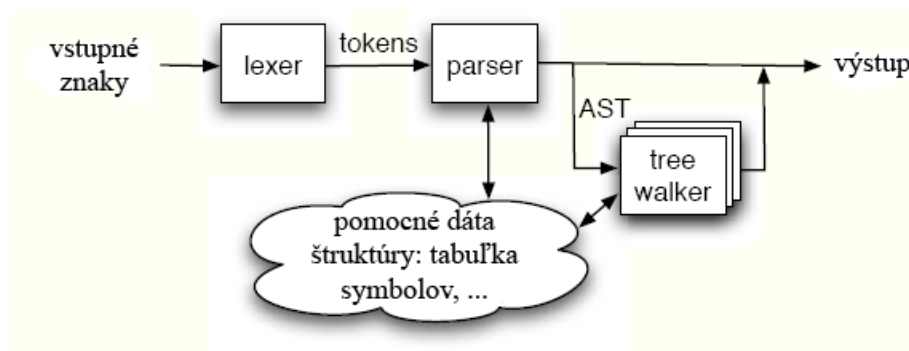 vstupné
znaky
lexer
tokens
parser
výstup
AST
tree
walker
pomocné dáta
štruktúry: tabuľka
symbolov, ...